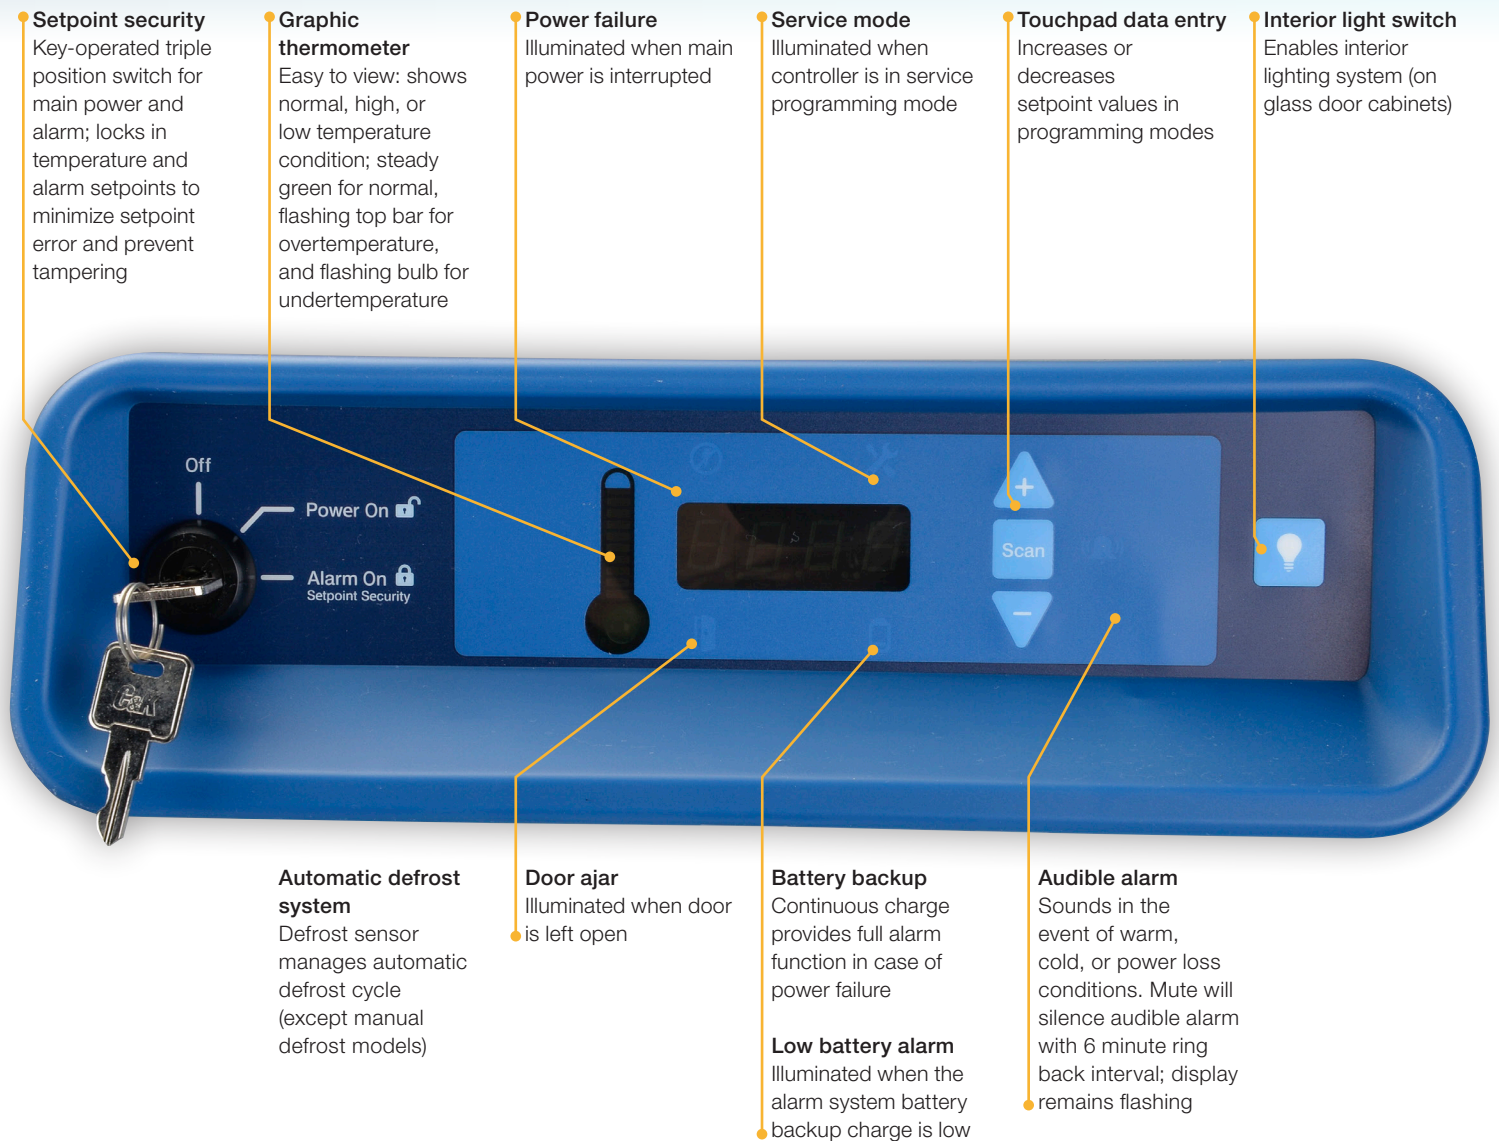 Setpoint security
Key-operated triple
position switch for
main power and
alarm; locks in
temperature and
alarm setpoints to
minimize setpoint
error and prevent
tampering
Graphic
thermometer
Easy to view: shows
normal, high, or
low temperature
condition; steady
green for normal,
flashing top bar for
overtemperature,
and flashing bulb for
undertemperature
Power failure
Illuminated when main
power is interrupted
Service mode
Illuminated when
controller is in service
programming mode
Touchpad data entry
Increases or
decreases
setpoint values in
programming modes
Interior light switch
Enables interior
lighting system (on
glass door cabinets)
Off
Power On
Alarm On
Setpoint Security
+
Scan
−
C&K
Automatic defrost
system
Defrost sensor
manages automatic
defrost cycle
(except manual
defrost models)
Door ajar
Illuminated when door
is left open
Battery backup
Continuous charge
provides full alarm
function in case of
power failure
Low battery alarm
Illuminated when the
alarm system battery
backup charge is low
Audible alarm
Sounds in the
event of warm,
cold, or power loss
conditions. Mute will
silence audible alarm
with 6 minute ring
back interval; display
remains flashing